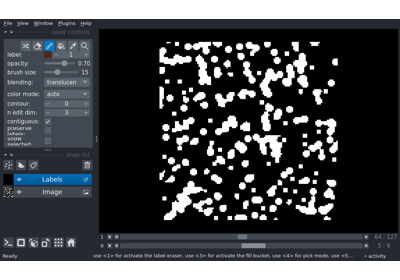 File View Window Plugins Help
layer controls
label: 1
opacity: 0.70
brush size: 15
blending: translucen
color mode: auto
contour: 0
n edit dim: 3
contiguous:
preserve
labels:
show
selected:
layer list
Labels
Image
0 64 127
1 5 9
Ready use <1> for activate the label eraser, use <3> for activate the fill bucket, use <4> for pick mode, use <5... activity